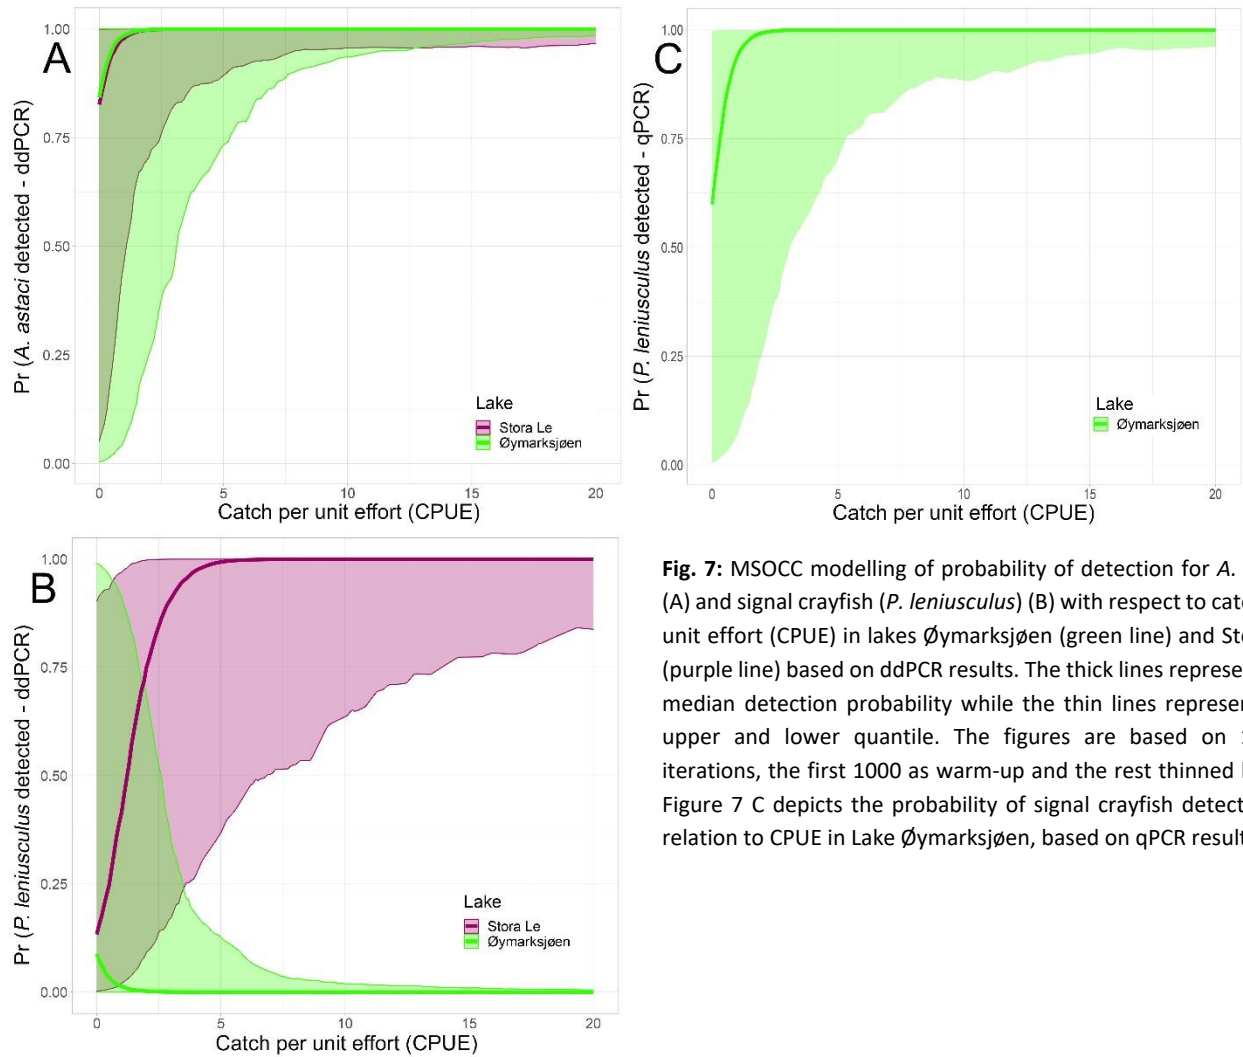 A
1.00
0.75
0.50
0.25
0.00
Pr (A. astaci detected - ddPCR)
Lake
Stora Le
Øymarksjøen
0 5 10 15 20
Catch per unit effort (CPUE)
C
1.00
0.75
0.50
0.25
0.00
Pr (P. leniusculus detected - qPCR)
Lake
Øymarksjøen
0 5 10 15 20
Catch per unit effort (CPUE)
B
1.00
0.75
0.50
0.25
0.00
Pr (P. leniusculus detected - ddPCR)
Lake
Stora Le
Øymarksjøen
0 5 10 15 20
Catch per unit effort (CPUE)
Fig. 7: MSOCC modelling of probability of detection for A.
(A) and signal crayfish (P. leniusculus) (B) with respect to
unit effort (CPUE) in lakes Øymarksjøen (green line) and
(purple line) based on ddPCR results. The thick lines
median detection probability while the thin lines
upper and lower quantile. The figures are based on
iterations, the first 1000 as warm-up and the rest thinned
Figure 7 C depicts the probability of signal crayfish
relation to CPUE in Lake Øymarksjøen, based on qPCR